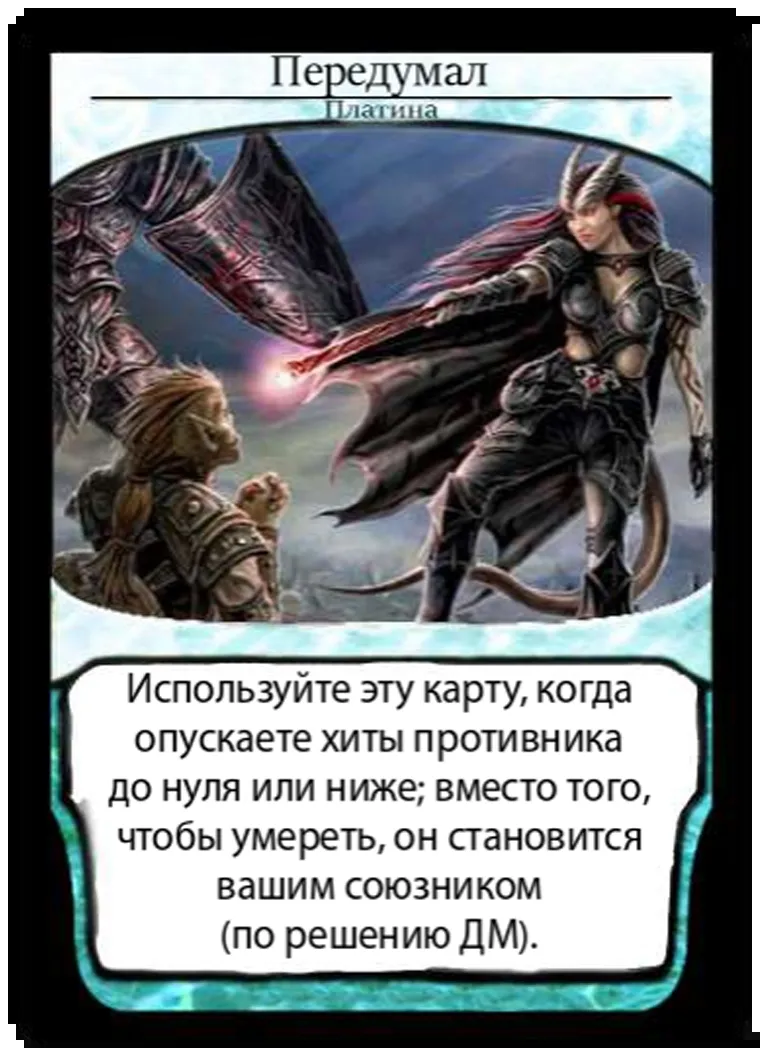 Передумал
Платина
Используйте эту карту, когда
опускаете хиты противника
до нуля или ниже; вместо того,
чтобы умереть, он становится
вашим союзником
(по решению ДМ).